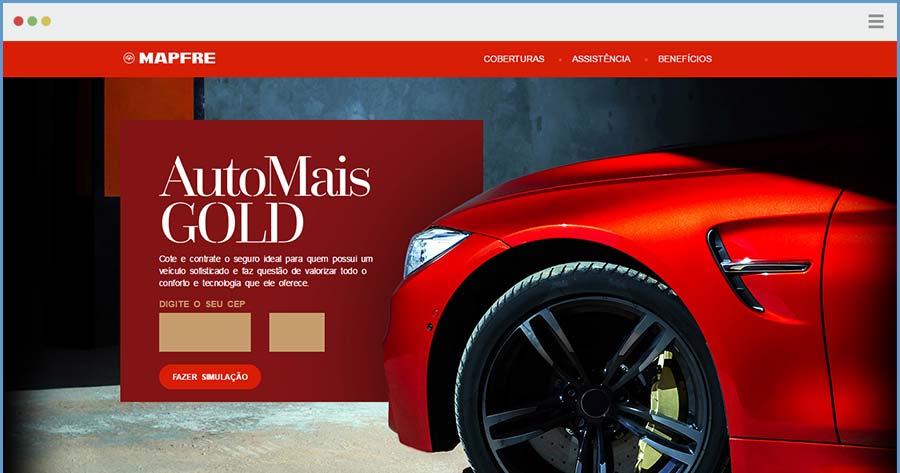 MAPFRE
COBERTURAS • ASSISTÊNCIA • BENEFÍCIOS
AutoMais
GOLD
Cote e contrate o seguro ideal para quem possui um
veículo sofisticado e faz questão de valorizar todo o
conforto e tecnologia que ele oferece.
DIGITE O SEU CEP
FAZER SIMULAÇÃO